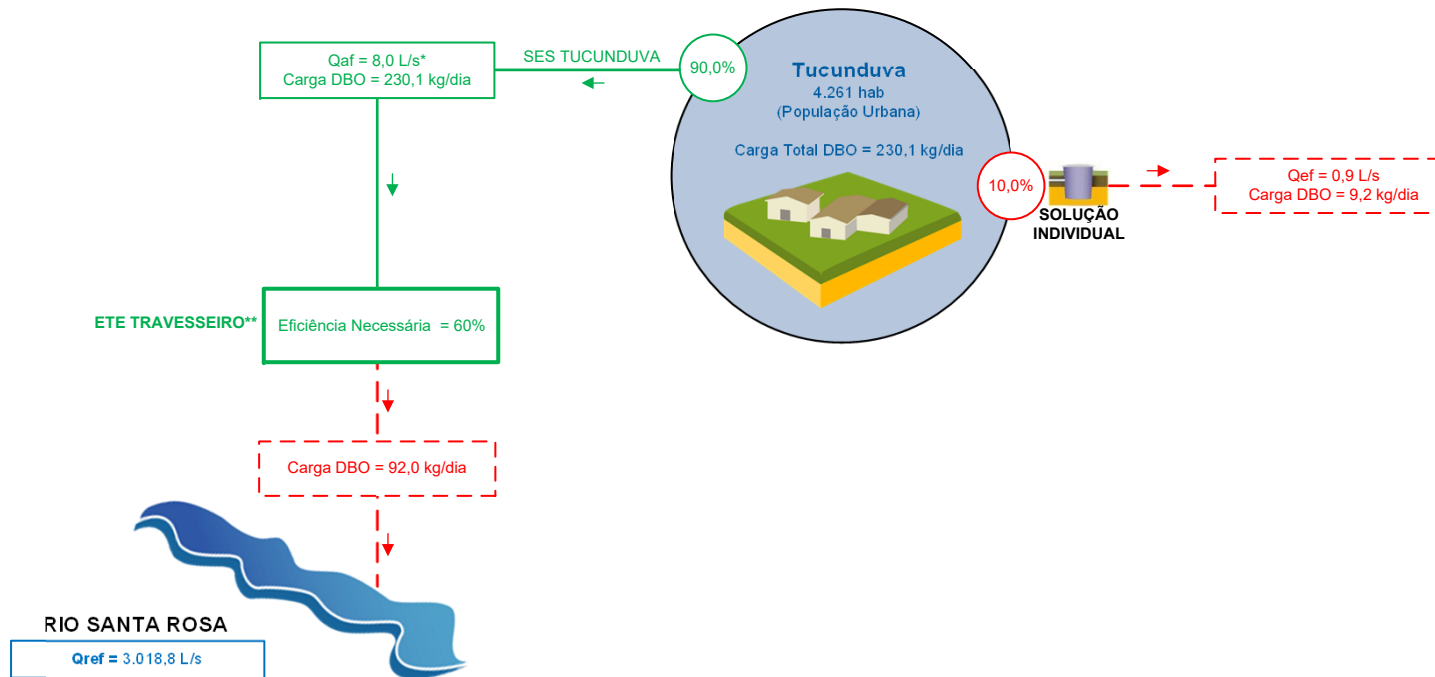 Qaf = 8,0 L/s*
Carga DBO = 230,1 kg/dia
SES TUCUNDUVA
90,0%
Tucunduva
4.261 hab
(População Urbana)
Carga Total DBO = 230,1 kg/dia
10,0%
SOLUÇÃO
INDIVIDUAL
Qef = 0,9 L/s
Carga DBO = 9,2 kg/dia
ETE TRAVESSEIRO**
Eficiência Necessária = 60%
Carga DBO = 92,0 kg/dia
RIO SANTA ROSA
Qref = 3.018,8 L/s